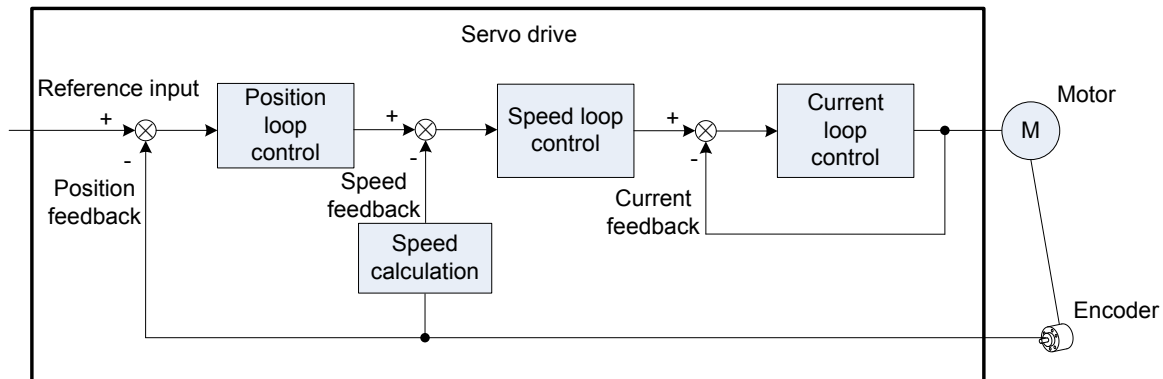 Servo drive
Reference input
+
-
Position
feedback
Position
loop
control
+
-
Speed
feedback
Speed
calculation
Speed loop
control
+
-
Current
feedback
Current
loop
control
Motor
M
Encoder